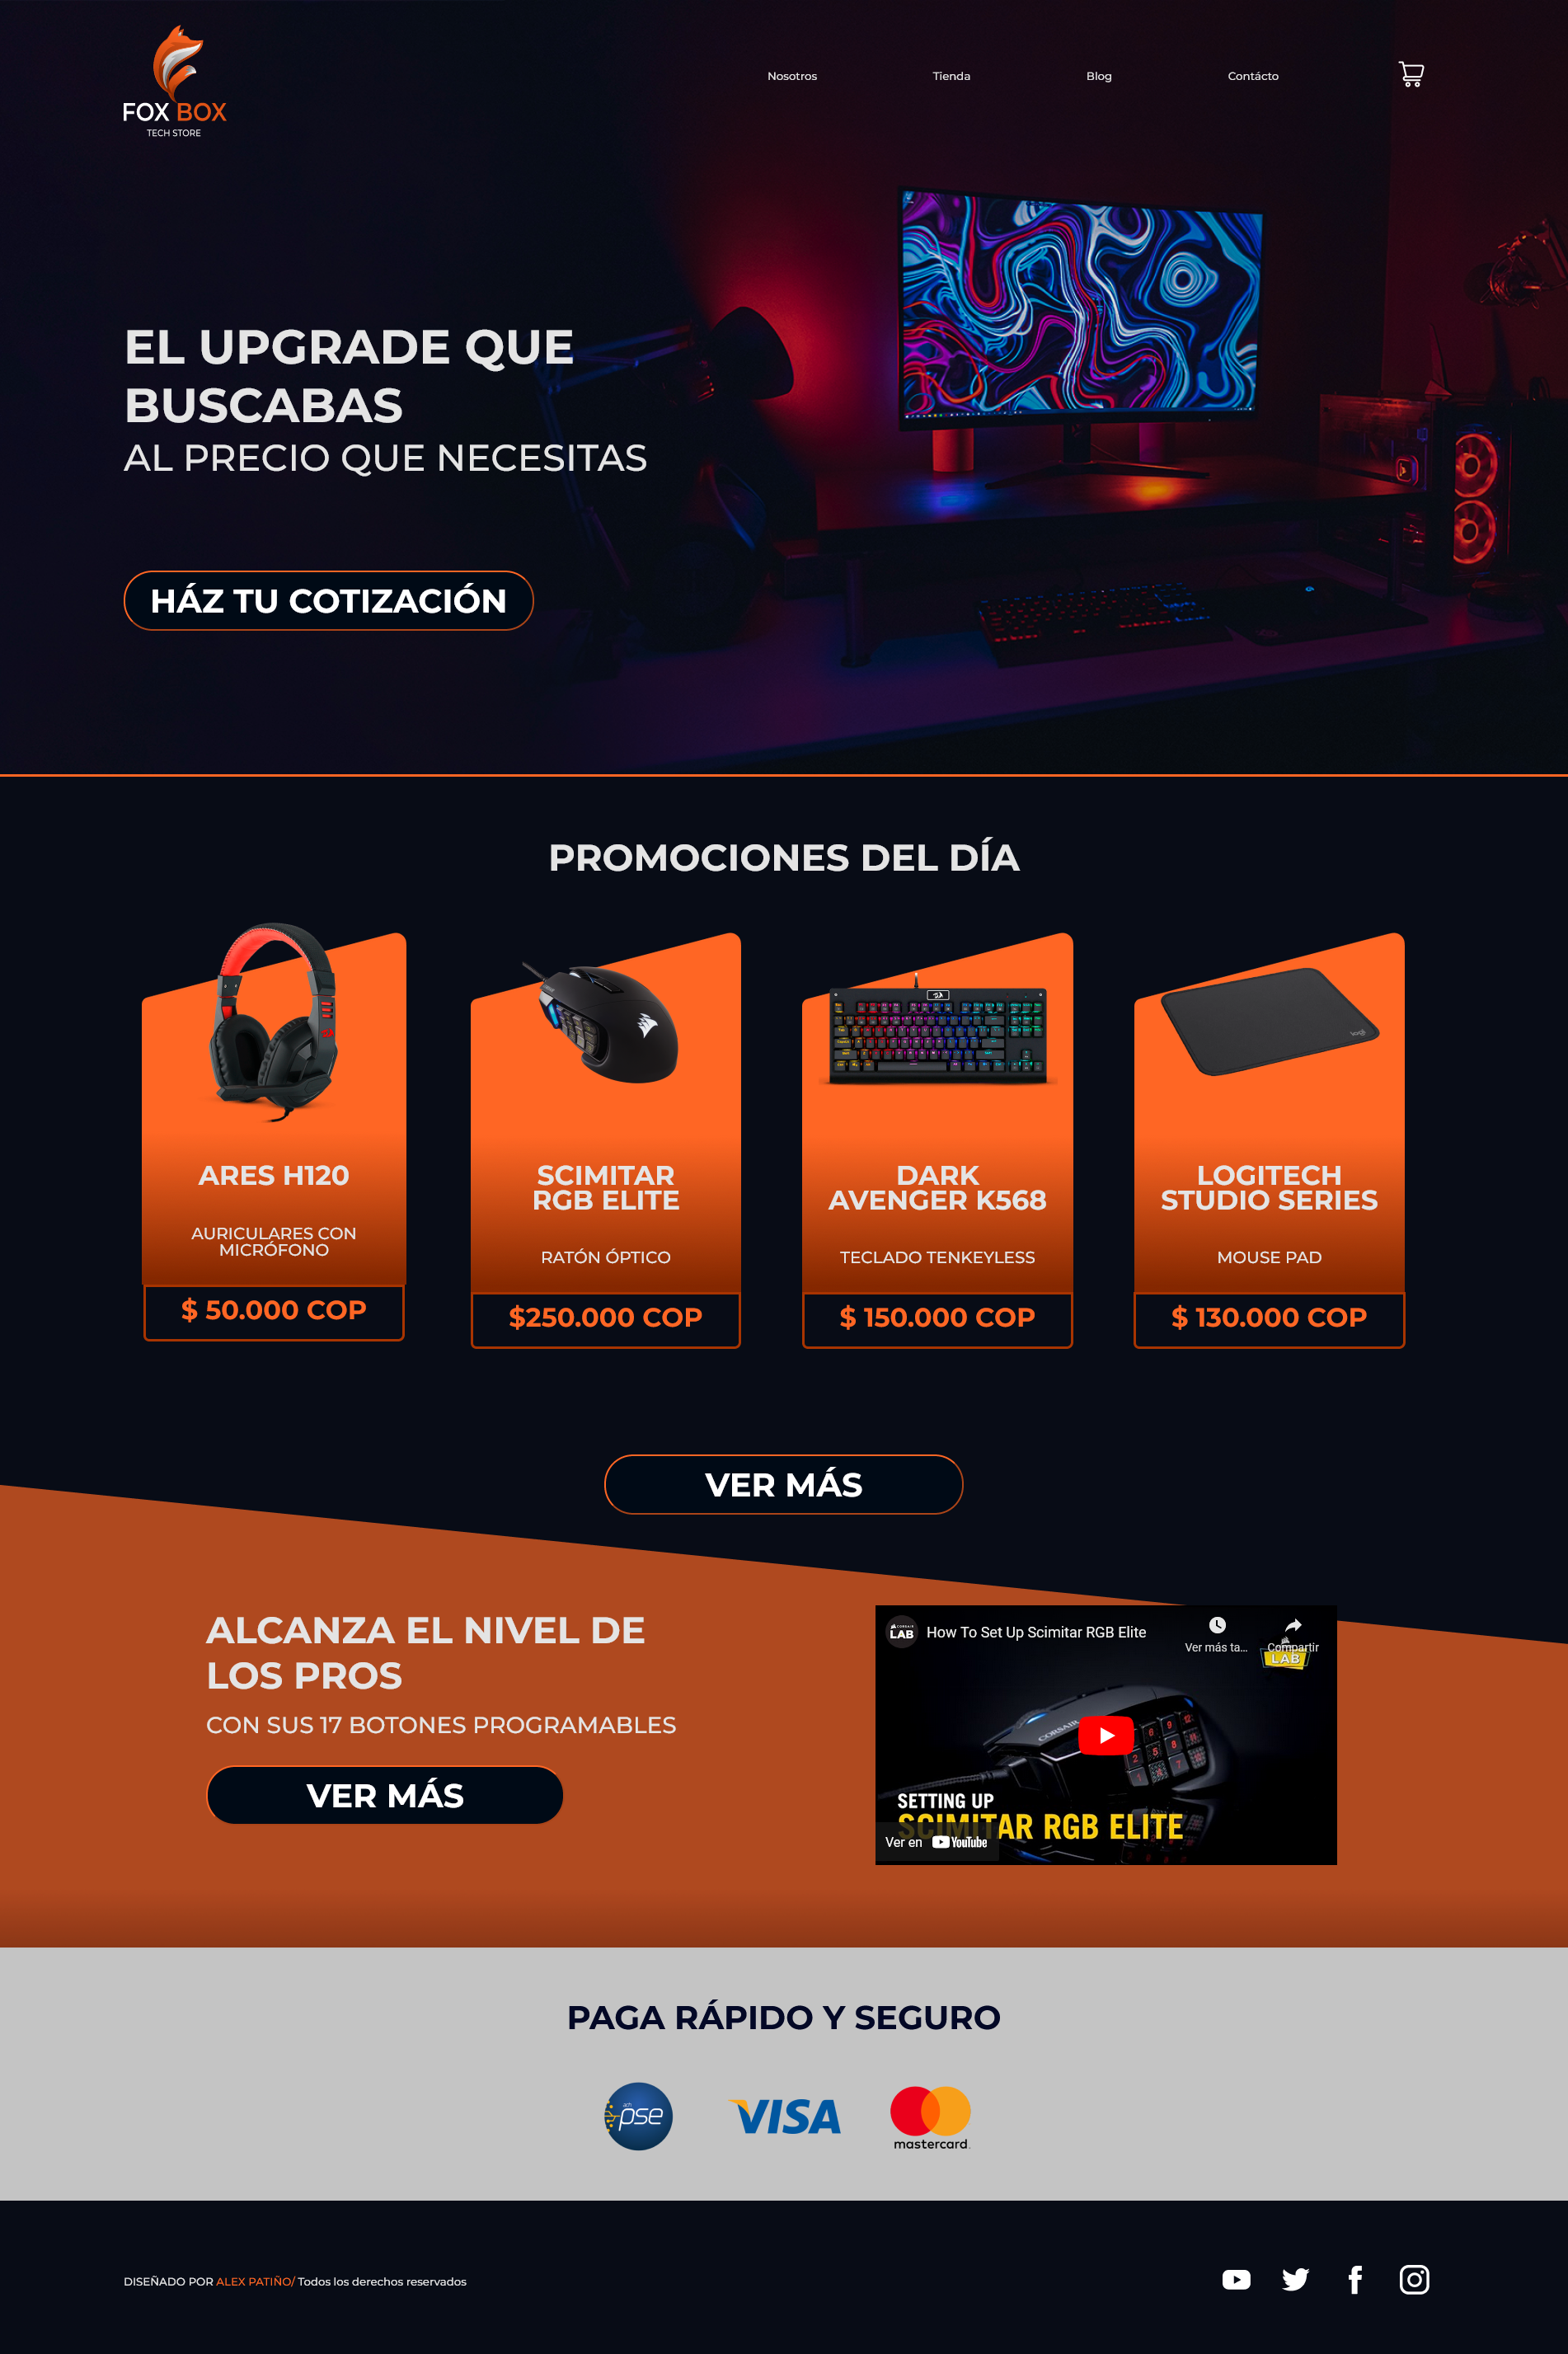 FOX BOX
TECH STORE
Nosotros
Tienda
Blog
Contácto
EL UPGRADE QUE
BUSCABAS
AL PRECIO QUE NECESITAS
HÁZ TU COTIZACIÓN
PROMOCIONES DEL DÍA
ARES H120
AURICULARES CON
MICRÓFONO
$ 50.000 COP
SCIMITAR
RGB ELITE
RATÓN ÓPTICO
$250.000 COP
DARK
AVENGER K568
TECLADO TENKEYLESS
$ 150.000 COP
logi
LOGITECH
STUDIO SERIES
MOUSE PAD
$ 130.000 COP
VER MÁS
ALCANZA EL NIVEL DE
LOS PROS
CON SUS 17 BOTONES PROGRAMABLES
VER MÁS
CORSAIR
LAB
How To Set Up Scimitar RGB Elite
Ver más ta...
Compartir
LAB
CORSAIR
SETTING UP
SCIMITAR RGB ELITE
Ver en YouTube
PAGA RÁPIDO Y SEGURO
ach
pse
VISA
mastercard.
DISEÑADO POR ALEX PATIÑO/ Todos los derechos reservados